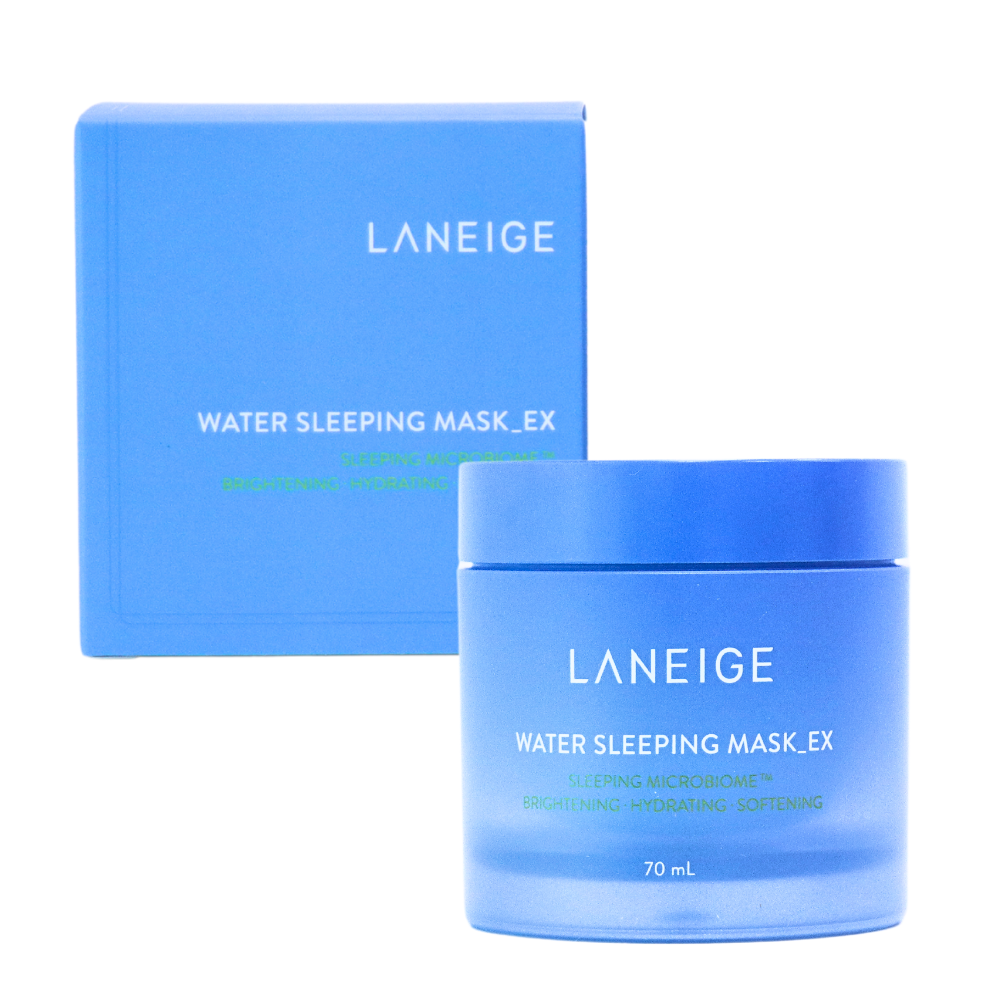 LANEIGE
WATER SLEEPING MASK_EX
SLEEPING MICROBIOME™
BRIGHTENING · HYDRATING ·
LANEIGE
WATER SLEEPING MASK_EX
SLEEPING MICROBIOME™
BRIGHTENING · HYDRATING · SOFTENING
70 mL